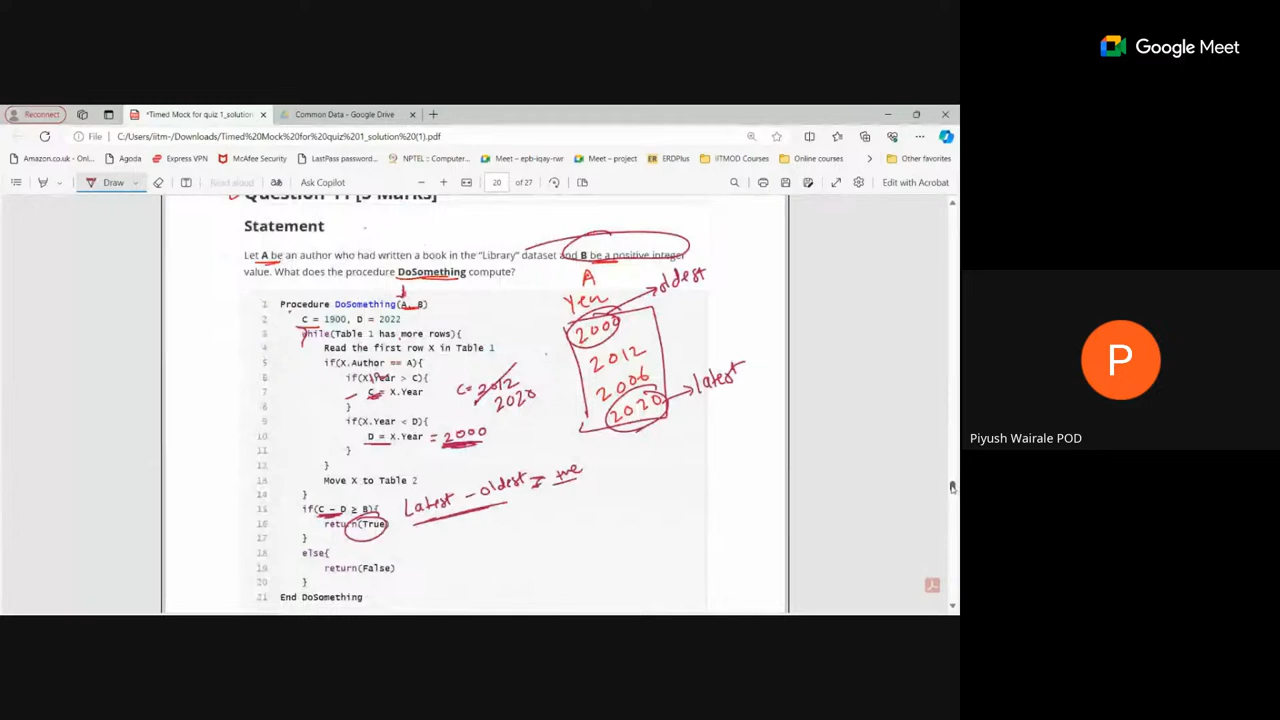 Google Meet
Reconnect
*Timed Mock for quiz 1_solution
Common Data - Google Drive
File
C:/Users/iitm-/Downloads/Timed%20Mock%20for%20quiz%201_solution%20(1).pdf
Amazon.co.uk - Onl...
Agoda
Express VPN
McAfee Security
LastPass password...
NPTEL :: Computer...
Meet – epb-iqay-rwr
Meet – project
ERDPlus
IITMOD Courses
Online courses
Other favorites
Draw
Read aloud
Ask Copilot
20 of 27
Edit with Acrobat
Question 11 [5 Marks]
Statement
Let A be an author who had written a book in the “Library” dataset and B be a positive integer
value. What does the procedure DoSomething compute?
1 Procedure DoSomething(A, B)
2 C = 1900, D = 2022
3 while(Table 1 has more rows){
4 Read the first row X in Table 1
5 if(X.Author == A){
6 if(X.Year > C){
7 C = X.Year
8 }
9 if(X.Year < D){
10 D = X.Year = 2000
11 }
12 }
13 Move X to Table 2
14 }
15 if(C - D ≥ B){
16 return(True)
17 }
18 else{
19 return(False)
20 }
21 End DoSomething
A
2000
oldest
2012
2006
2020
latest
C = 2012
2020
Latest - oldest = +ve
P
Piyush Wairale POD